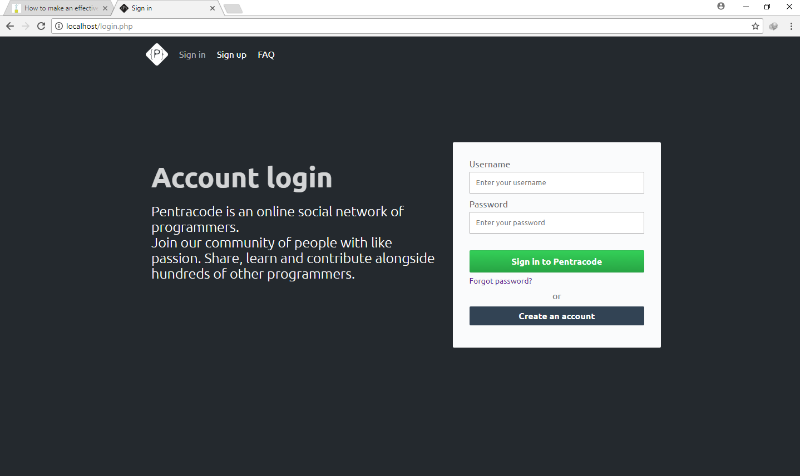 How to make an effectiv
Sign in
localhost/login.php
P
Sign in
Sign up
FAQ
Account login
Pentracode is an online social network of
programmers.
Join our community of people with like
passion. Share, learn and contribute alongside
hundreds of other programmers.
Username
Enter your username
Password
Enter your password
Sign in to Pentracode
Forgot password?
or
Create an account